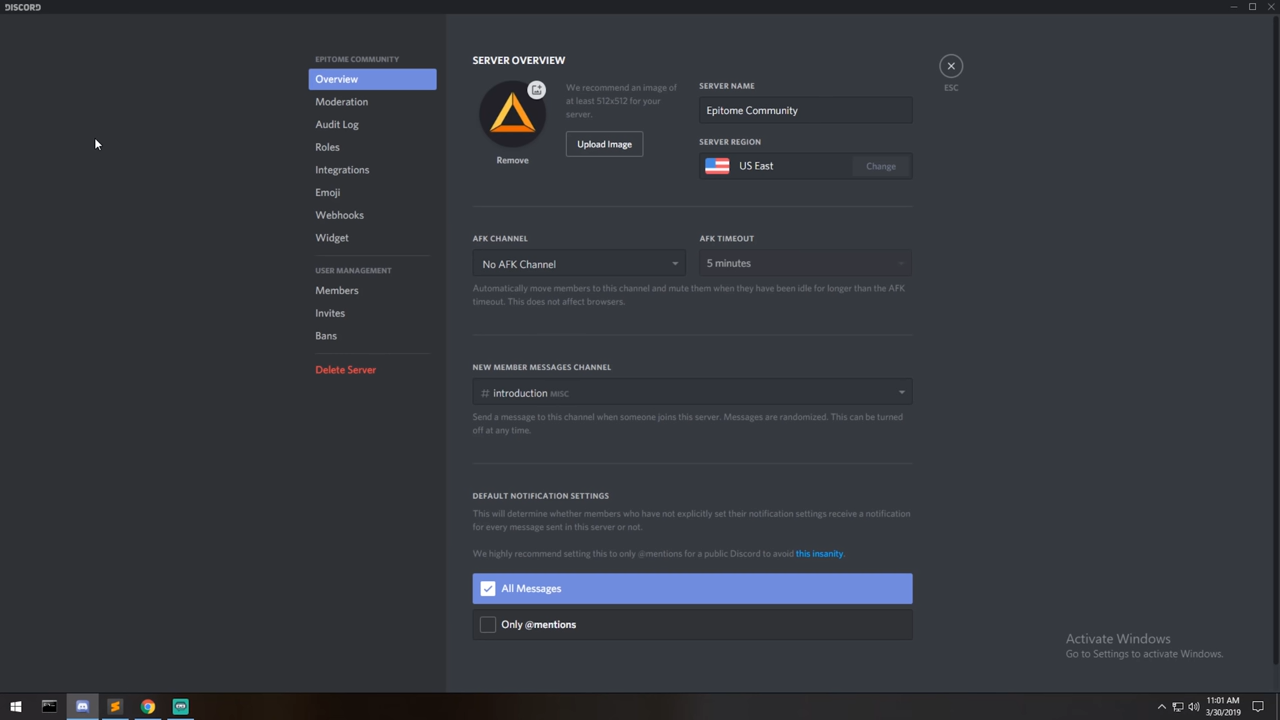 DISCORD
EPITOME COMMUNITY
Overview
Moderation
Audit Log
Roles
Integrations
Emoji
Webhooks
Widget
USER MANAGEMENT
Members
Invites
Bans
Delete Server
SERVER OVERVIEW
Remove
We recommend an image of
at least 512x512 for your
server.
Upload Image
SERVER NAME
Epitome Community
SERVER REGION
US East
Change
ESC
AFK CHANNEL
No AFK Channel
AFK TIMEOUT
5 minutes
Automatically move members to this channel and mute them when they have been idle for longer than the AFK
timeout. This does not affect browsers.
NEW MEMBER MESSAGES CHANNEL
# introduction MISC
Send a message to this channel when someone joins this server. Messages are randomized. This can be turned
off at any time.
DEFAULT NOTIFICATION SETTINGS
This will determine whether members who have not explicitly set their notification settings receive a notification
for every message sent in this server or not.
We highly recommend setting this to only @mentions for a public Discord to avoid this insanity.
All Messages
Only @mentions
Activate Windows
Go to Settings to activate Windows.
11:01 AM
3/30/2019